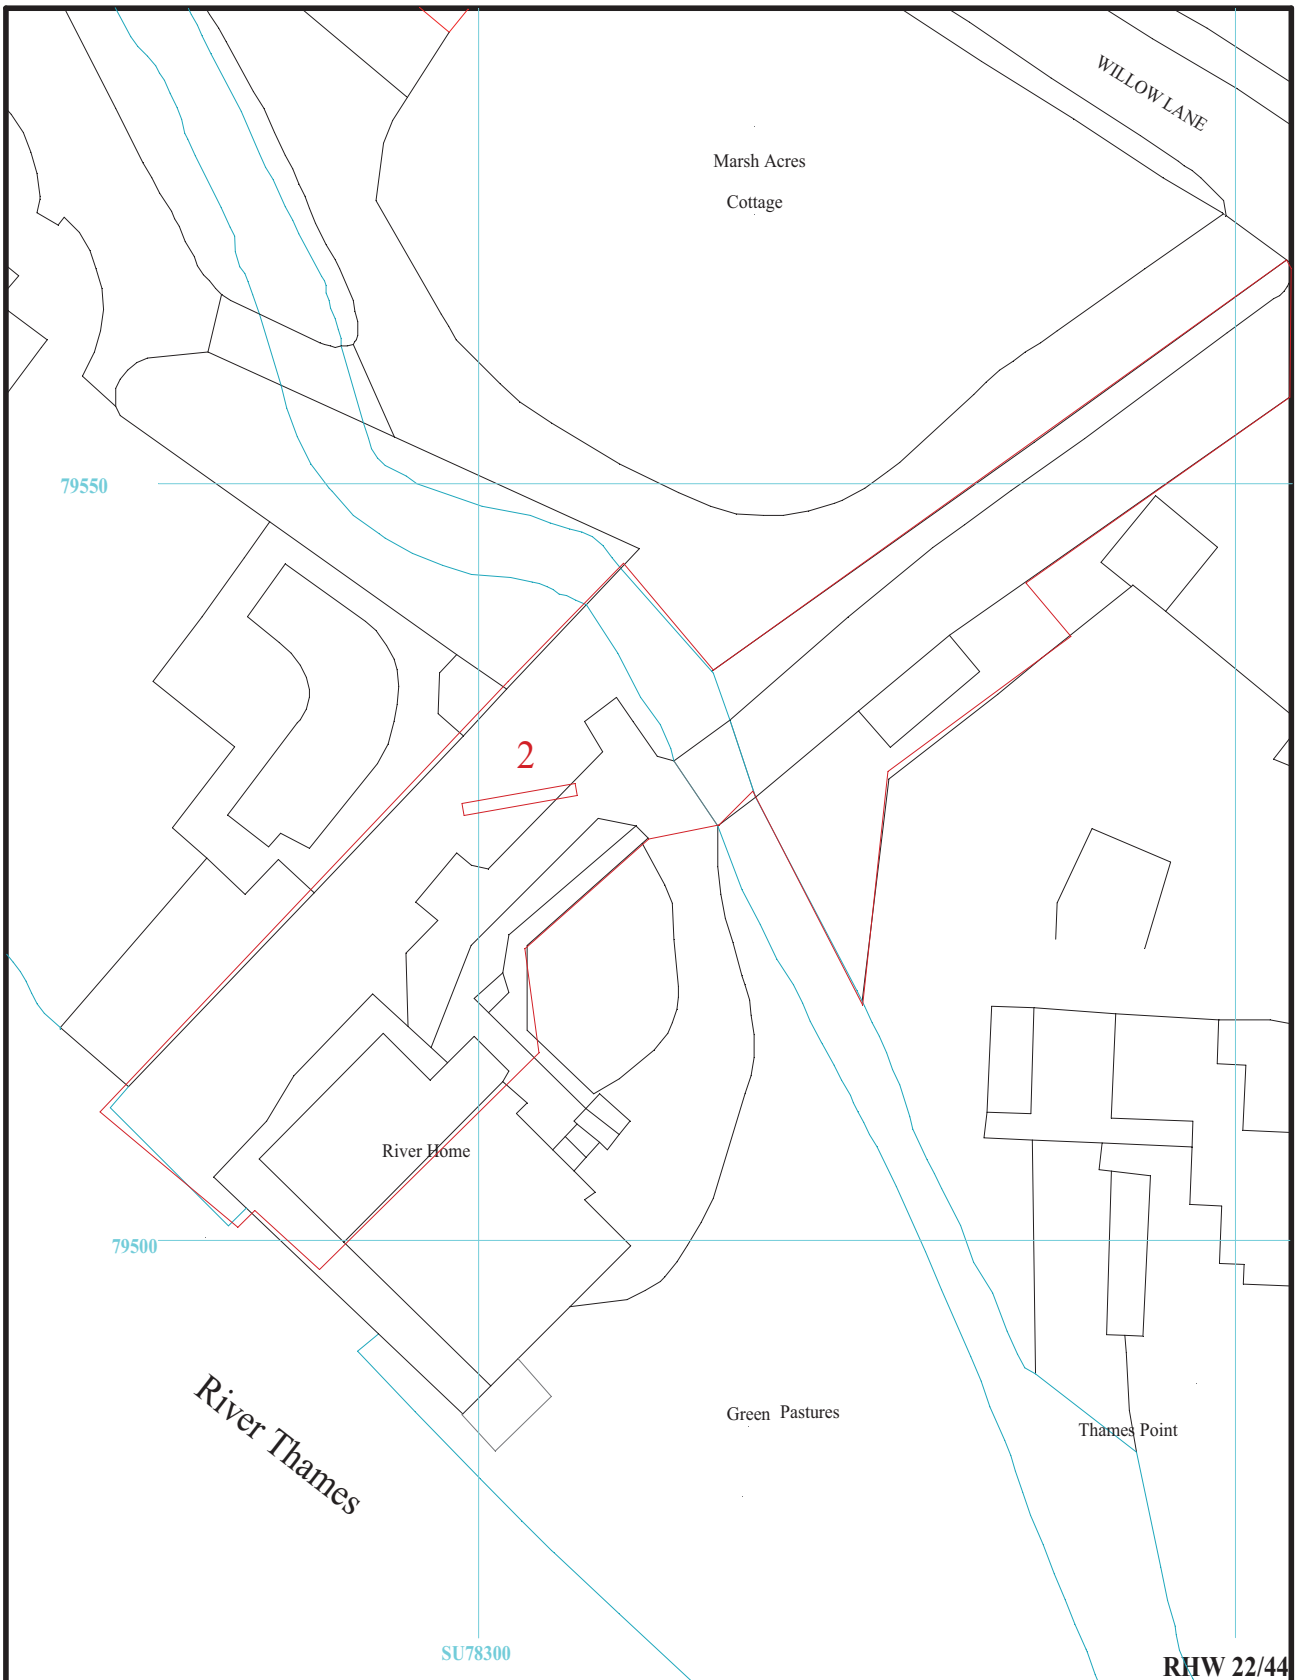 WILLOW LANE
Marsh Acres
Cottage
79550
2
River Home
79500
River Thames
Green Pastures
Thames Point
SU78300
RHW 22/44